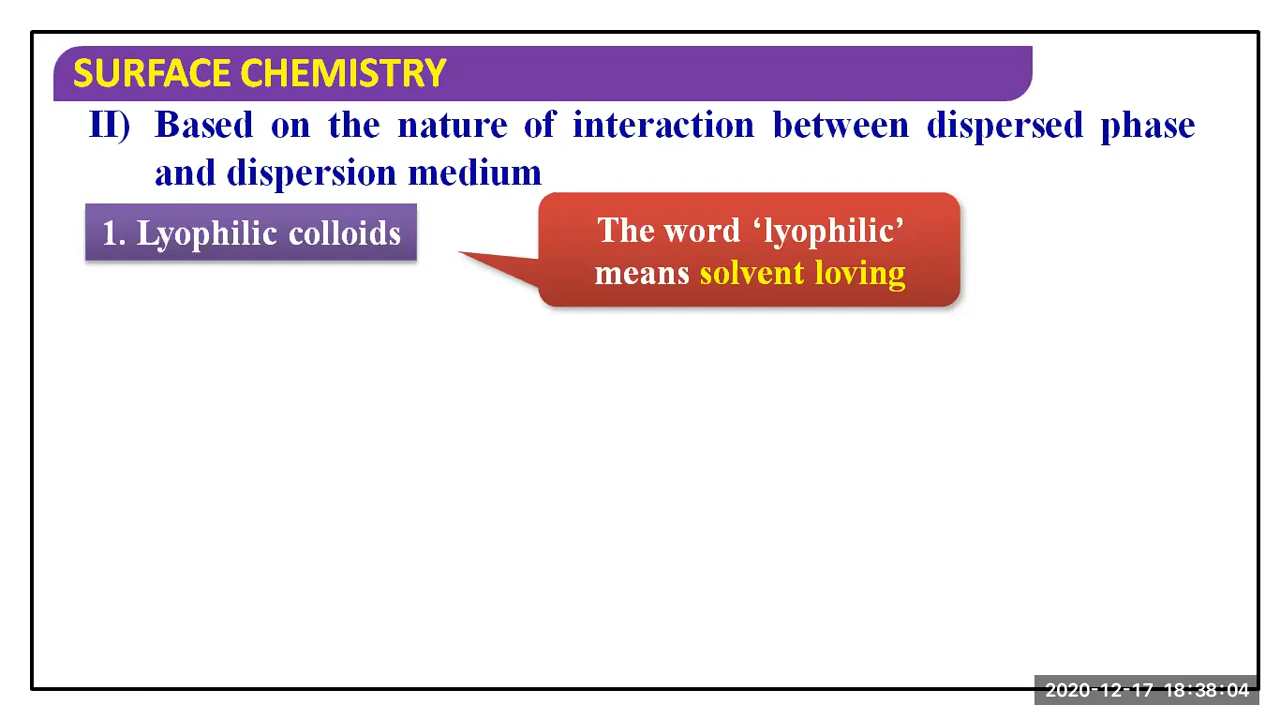 SURFACE CHEMISTRY
II) Based on the nature of interaction between dispersed phase
and dispersion medium
1. Lyophilic colloids
The word ‘lyophilic’
means solvent loving
2020-12-17 18:38:04